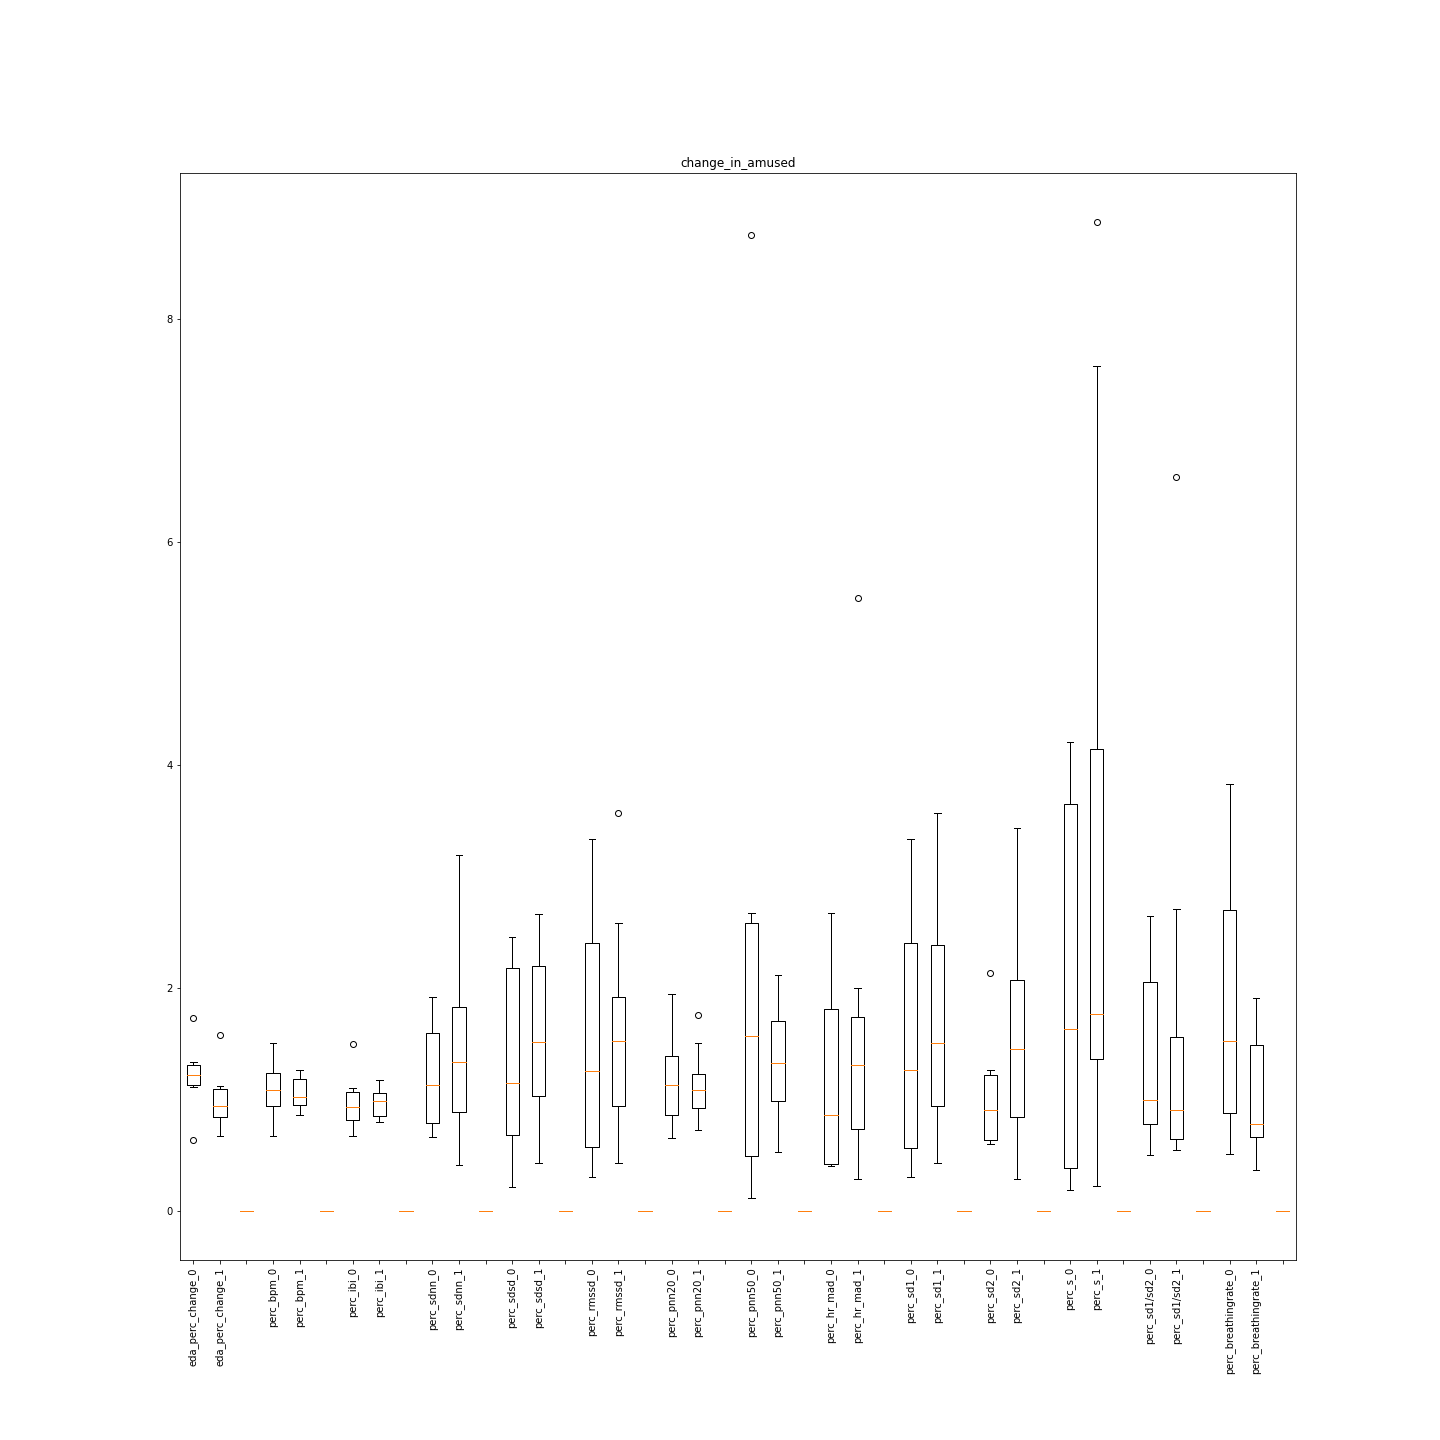 change_in_amused
8
6
4
2
0
eda_perc_change_0
eda_perc_change_1
perc_bpm_0
perc_bpm_1
perc_ibi_0
perc_ibi_1
perc_sdnn_0
perc_sdnn_1
perc_sdsd_0
perc_sdsd_1
perc_rmssd_0
perc_rmssd_1
perc_pnn20_0
perc_pnn20_1
perc_pnn50_0
perc_pnn50_1
perc_hr_mad_0
perc_hr_mad_1
perc_sd1_0
perc_sd1_1
perc_sd2_0
perc_sd2_1
perc_s_0
perc_s_1
perc_sd1/sd2_0
perc_sd1/sd2_1
perc_breathingrate_0
perc_breathingrate_1